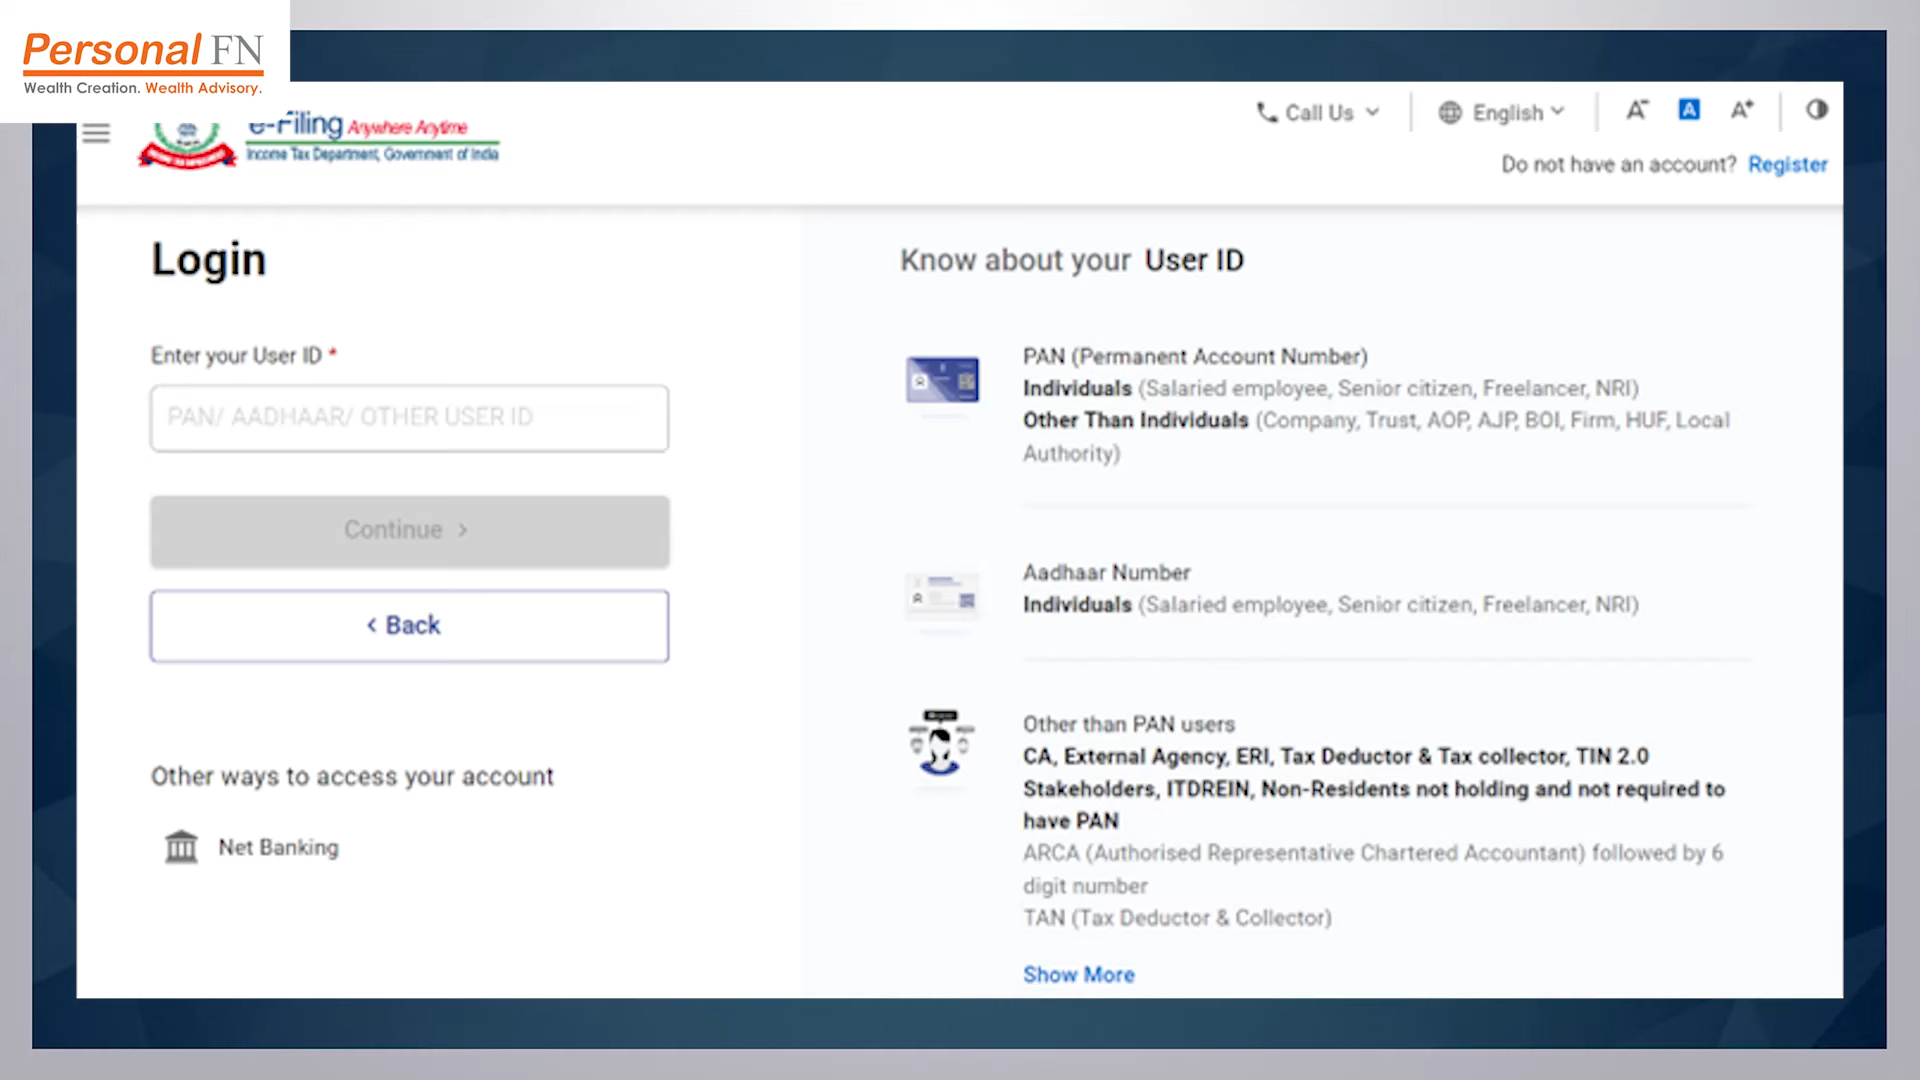 Personal FN
Wealth Creation. Wealth Advisory.
e-Filing Anywhere Anytime
Income Tax Department, Government of India
Call Us
English
A-
A
A+
Do not have an account? Register
Login
Enter your User ID *
PAN/ AADHAAR/ OTHER USER ID
Continue >
< Back
Other ways to access your account
Net Banking
Know about your User ID
PAN (Permanent Account Number)
Individuals (Salaried employee, Senior citizen, Freelancer, NRI)
Other Than Individuals (Company, Trust, AOP, AJP, BOI, Firm, HUF, Local
Authority)
Aadhaar Number
Individuals (Salaried employee, Senior citizen, Freelancer, NRI)
Other than PAN users
CA, External Agency, ERI, Tax Deductor & Tax collector, TIN 2.0
Stakeholders, ITDREIN, Non-Residents not holding and not required to
have PAN
ARCA (Authorised Representative Chartered Accountant) followed by 6
digit number
TAN (Tax Deductor & Collector)
Show More